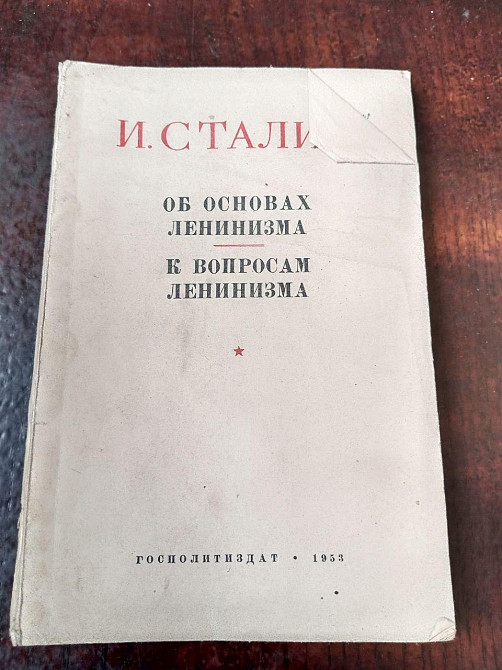 И. СТАЛИ
ОБ ОСНОВАХ
ЛЕНИНИЗМА
К ВОПРОСАМ
ЛЕНИНИЗМА
ГОСПОЛИТИЗДАТ • 1953